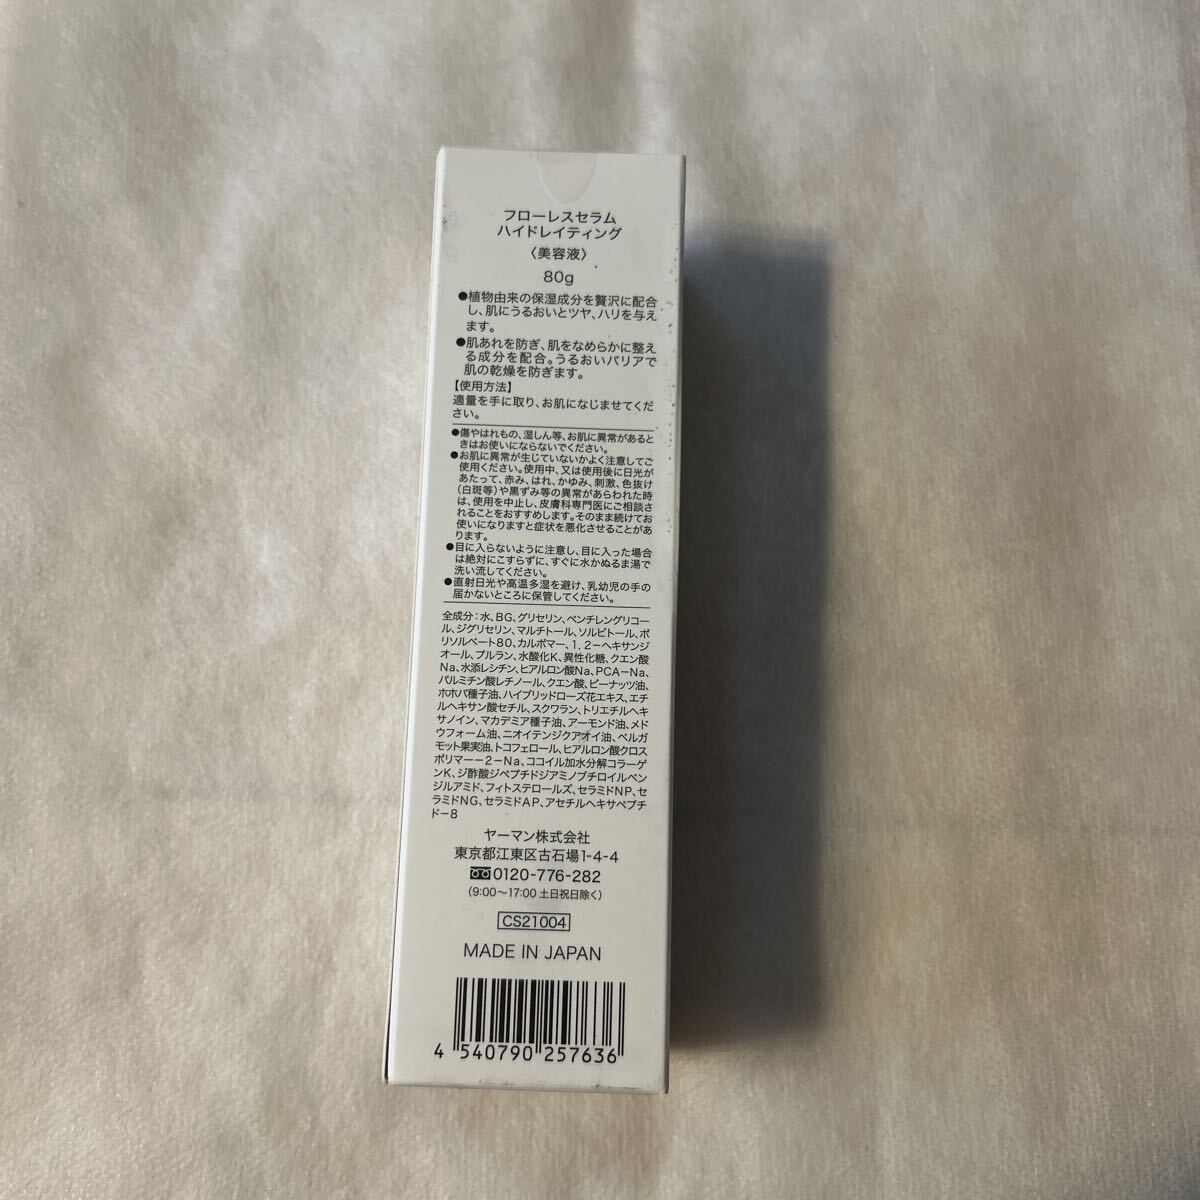 フローレスセラム
ハイドレイティング
〈美容液〉
80g
●植物由来の保湿成分を贅沢に配合
し、肌にうるおいとツヤ、ハリを与え
ます。
●肌あれを防ぎ、肌をなめらかに整え
る成分を配合。うるおいバリアで
肌の乾燥を防ぎます。
【使用方法】
適量を手に取り、お肌になじませてくだ
さい。
●傷やはれもの、湿しん等、お肌に異常があると
きはお使いにならないでください。
●お肌に異常が生じていないかよく注意してご
使用ください。使用中、又は使用後に日光が
あたって、赤み、はれ、かゆみ、刺激、色抜け
(白斑等)や黒ずみ等の異常があらわれた時
は、使用を中止し、皮膚科専門医にご相談さ
れることをおすすめします。そのまま続けてお
使いになりますと症状を悪化させることがあ
ります。
●目に入らないように注意し、目に入った場合
は絶対にこすらずに、すぐに水かぬるま湯で
洗い流してください。
●直射日光や高温多湿を避け、乳幼児の手の
届かないところに保管してください。
全成分：水、BG、グリセリン、ペンチレングリコー
ル、ジグリセリン、マルチトール、ソルビトール、ポ
リソルベート80、カルボマー、1,2-ヘキサンジ
オール、プルラン、水酸化K、異性化糖、クエン酸
Na、水添レシチン、ヒアルロン酸Na、PCA-Na、
パルミチン酸レチノール、クエン酸、ピーナッツ油、
ホホバ種子油、ハイブリッドローズ花エキス、エチ
ルヘキサン酸セチル、スクワラン、トリエチルヘキ
サノイン、マカデミア種子油、アーモンド油、メド
ウフォーム油、ニオイテンジクアオイ油、ベルガ
モット果実油、トコフェロール、ヒアルロン酸クロス
ポリマー-2-Na、ココイル加水分解コラーゲ
ンK、ジ酢酸ジペプチドジアミノブチロイルベン
ジルアミド、フィトステロールズ、セラミドNP、セ
ラミドNG、セラミドAP、アセチルヘキサペプチ
ド-8
ヤーマン株式会社
東京都江東区古石場1-4-4
0120-776-282
(9:00〜17:00 土日祝日除く)
CS21004
MADE IN JAPAN
4 540790 257636